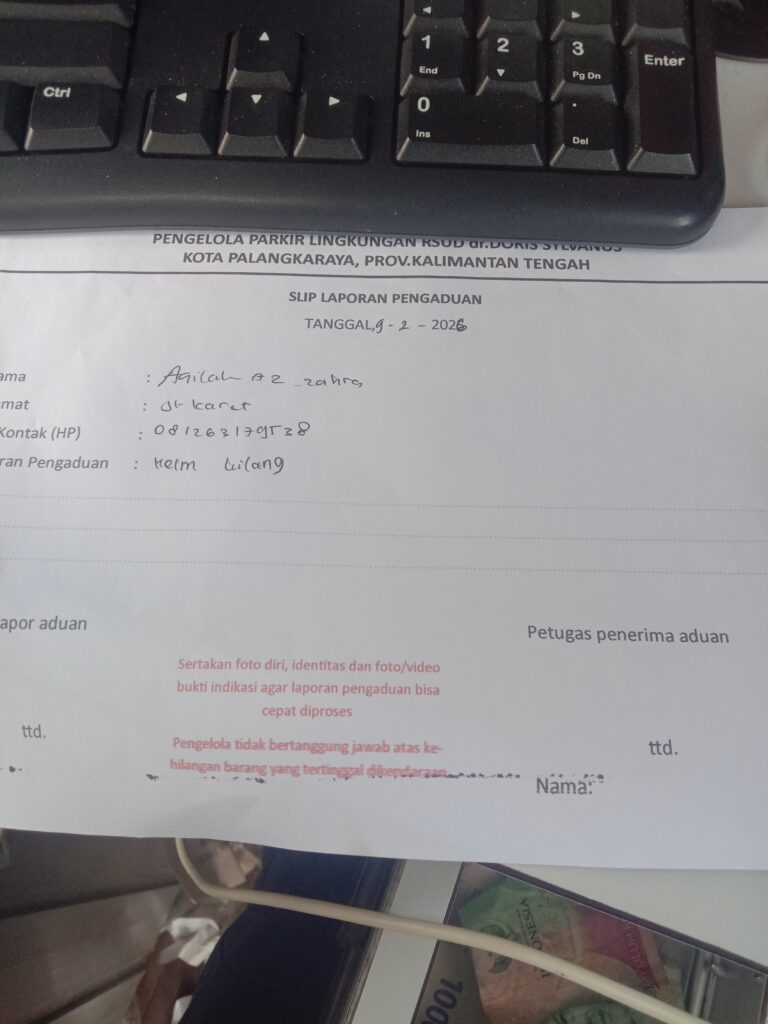 Ctrl
1
End
2
3
Pg Dn
Enter
0
Ins
.
Del
PENGELOLA PARKIR LINGKUNGAN RSUD dr.DORIS SYLVANUS
KOTA PALANGKARAYA, PROV.KALIMANTAN TENGAH
SLIP LAPORAN PENGADUAN
TANGGAL, 9 - 2 - 2026
ama : Aqilah Az-zahra
mat : Jl karet
Kontak (HP) : 081263179538
ran Pengaduan : Helm hilang
apor aduan
Petugas penerima aduan
Sertakan foto diri, identitas dan foto/video
bukti indikasi agar laporan pengaduan bisa
cepat diproses
ttd.
ttd.
Pengelola tidak bertanggung jawab atas ke-
hilangan barang yang tertinggal dikendaraan
Nama:
INDONESIA
1000